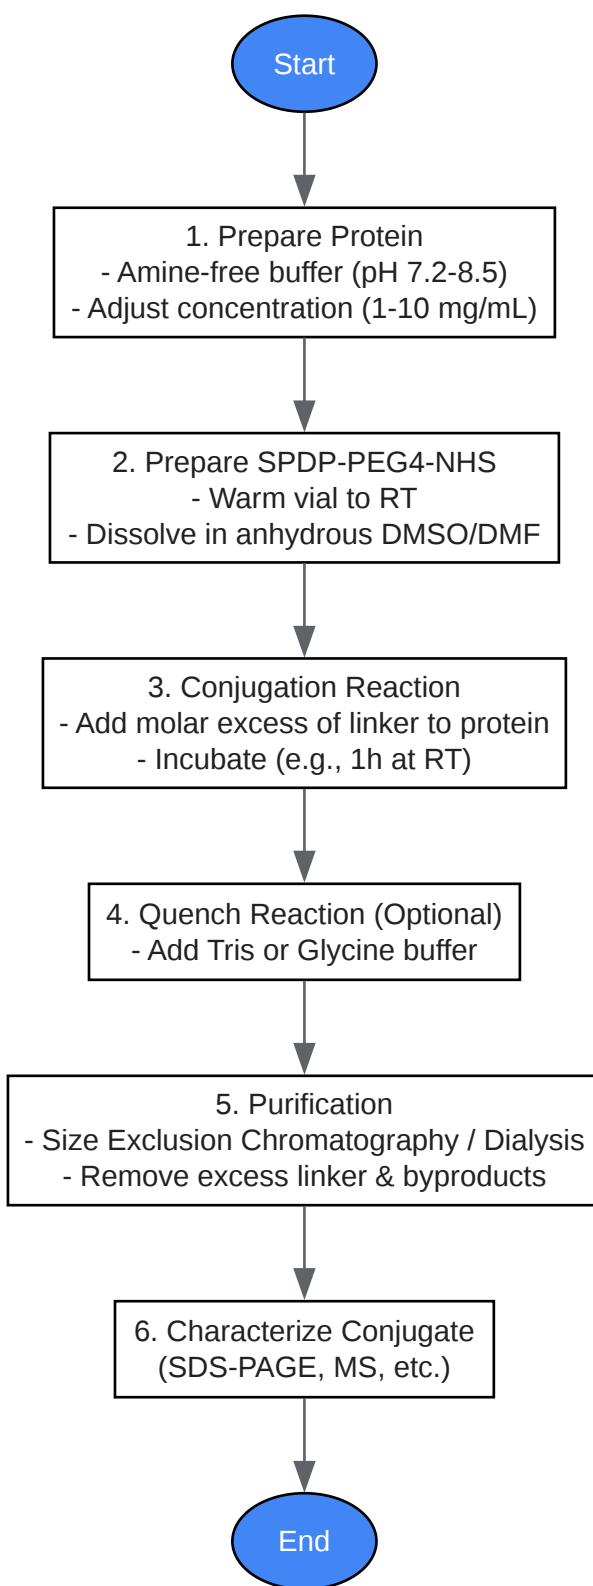 Start
1. Prepare Protein
- Amine-free buffer (pH 7.2-8.5)
- Adjust concentration (1-10 mg/mL)
2. Prepare SPDP-PEG4-NHS
- Warm vial to RT
- Dissolve in anhydrous DMSO/DMF
3. Conjugation Reaction
- Add molar excess of linker to protein
- Incubate (e.g., 1h at RT)
4. Quench Reaction (Optional)
- Add Tris or Glycine buffer
5. Purification
- Size Exclusion Chromatography / Dialysis
- Remove excess linker & byproducts
6. Characterize Conjugate
(SDS-PAGE, MS, etc.)
End